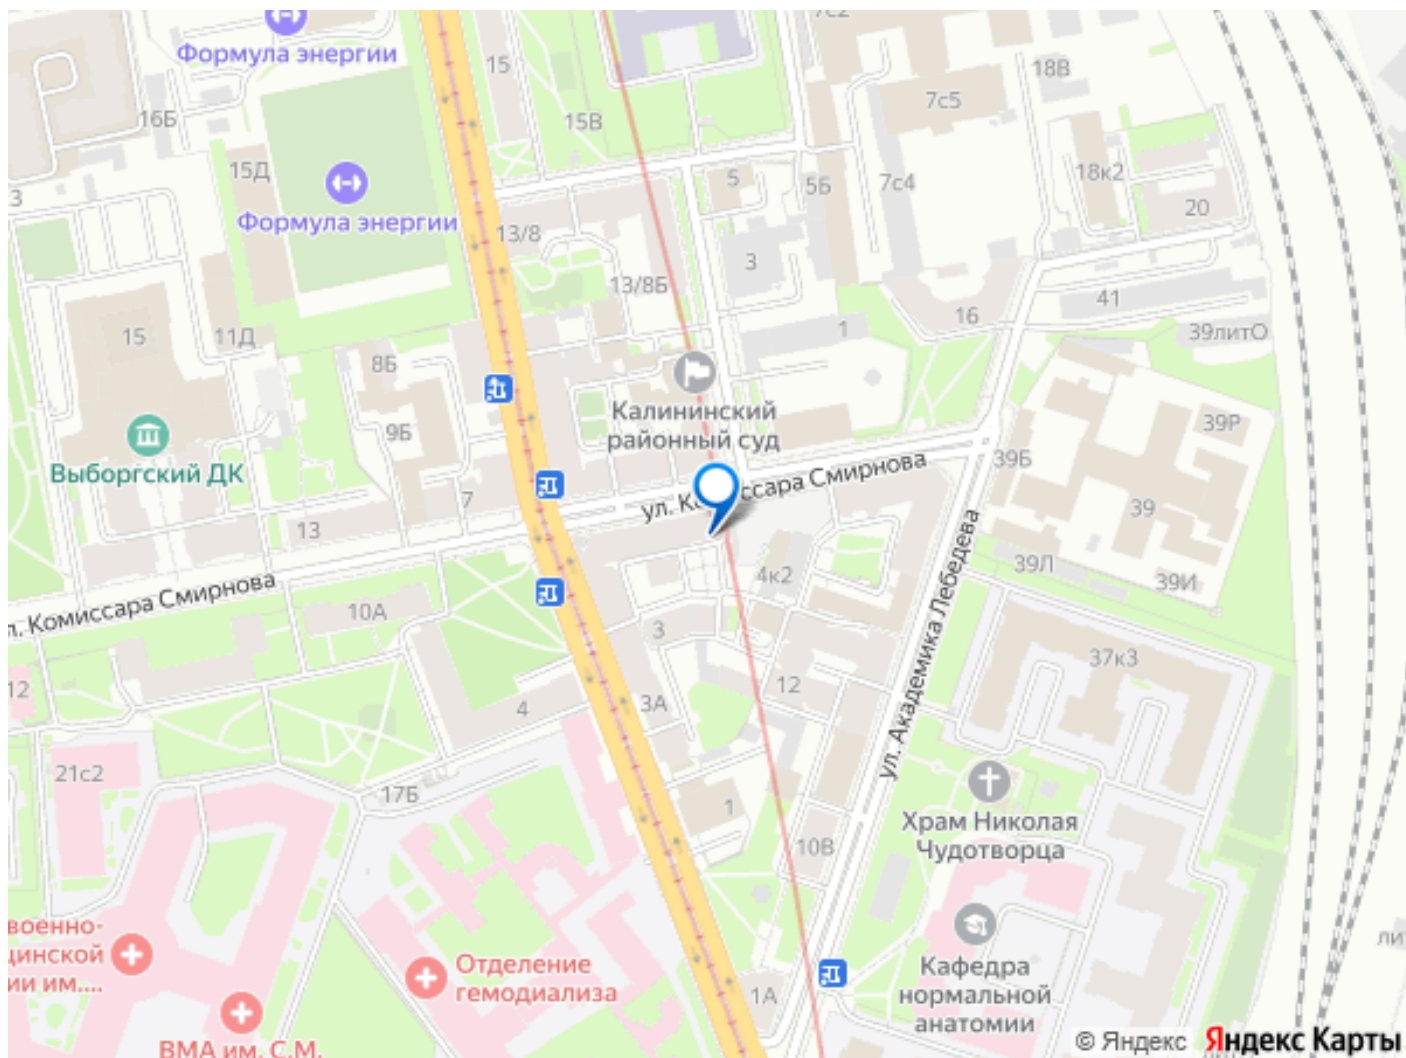 7с2
Формула энергии
15
18В
7с5
16Б
15В
15Д
18к2
3
5
5Б
7с4
Формула энергии
20
13/8
3
13/8Б
41
16
15
11Д
1
39литО
8Б
Калининский
районный суд
39Р
9Б
Выборгский ДК
39Б
7
ул. Комиссара Смирнова
39
13
39Л
4к2
39И
ул. Комиссара Смирнова
10А
3
37к3
12
12
3А
4
ул. Академика Лебедева
21с2
17Б
1
Храм Николая
Чудотворца
10В
военно-
цинской
ии им....
Отделение
гемодиализа
Кафедра
нормальной
анатомии
1А
ли
ВМА им. С.М.
© Яндекс Яндекс Карты